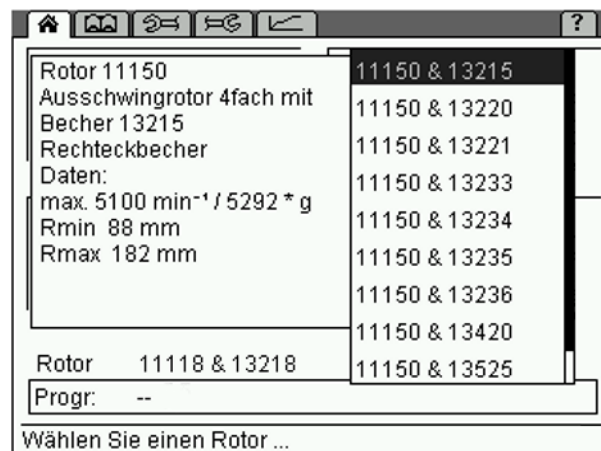 ?
Rotor 11150
Ausschwingrotor 4fach mit
Becher 13215
Rechteckbecher
Daten:
max. 5100 min⁻¹ / 5292 * g
Rmin 88 mm
Rmax 182 mm
11150 & 13215
11150 & 13220
11150 & 13221
11150 & 13233
11150 & 13234
11150 & 13235
11150 & 13236
11150 & 13420
11150 & 13525
Rotor 11118 & 13218
Progr: --
Wählen Sie einen Rotor ...